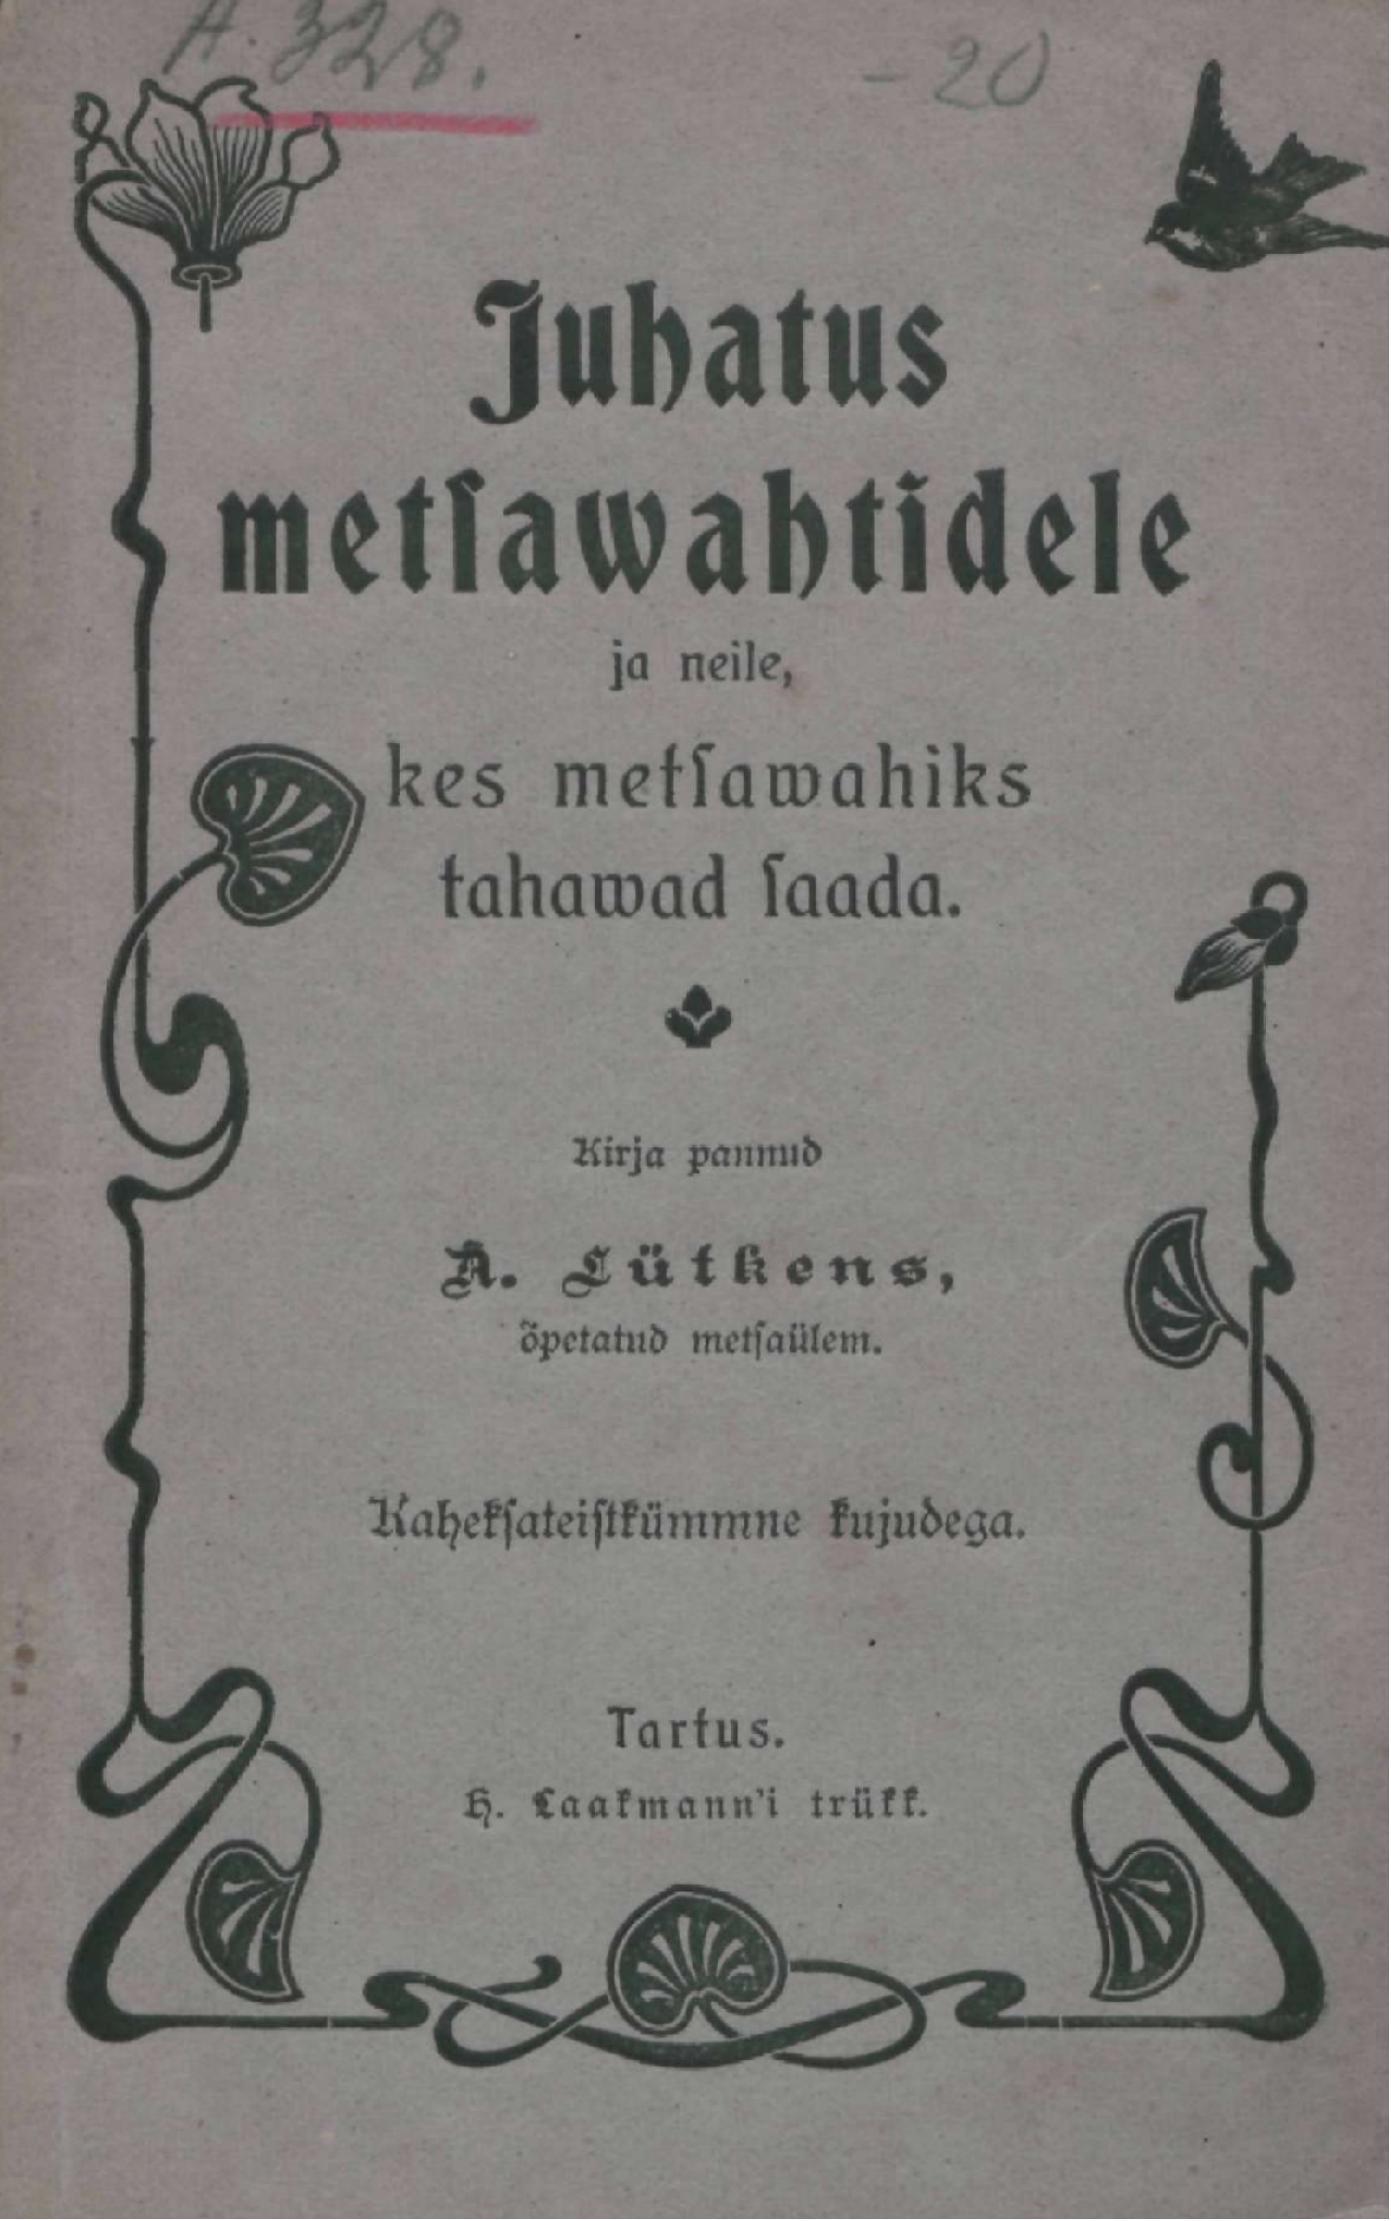 A. 328.
- 20
Juhatus
metſawahtidele
ja neile,
kes metſawahiks
tahawad ſaada.
Kirja pannud
A. Lütkens,
õpetatud metſaülem.
Kahekſateiſtkümmne kujudega.
Tartus.
H. Laakmann'i trükk.